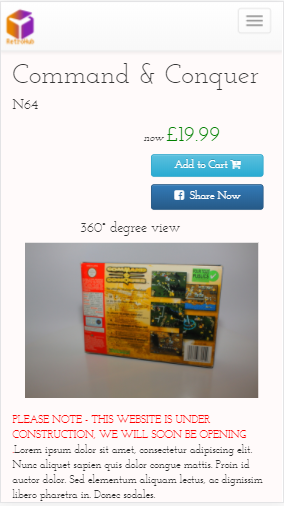 Command & Conquer
N64
now £19.99
Add to Cart
Share Now
360° degree view
PLEASE NOTE - THIS WEBSITE IS UNDER
CONSTRUCTION, WE WILL SOON BE OPENING
Lorem ipsum dolor sit amet, consectetur adipiscing elit.
Nunc aliquet sapien quis dolor congue mattis. Proin id
auctor dolor. Sed elementum aliquam lectus, ac dignissim
libero pharetra in. Donec sodales.